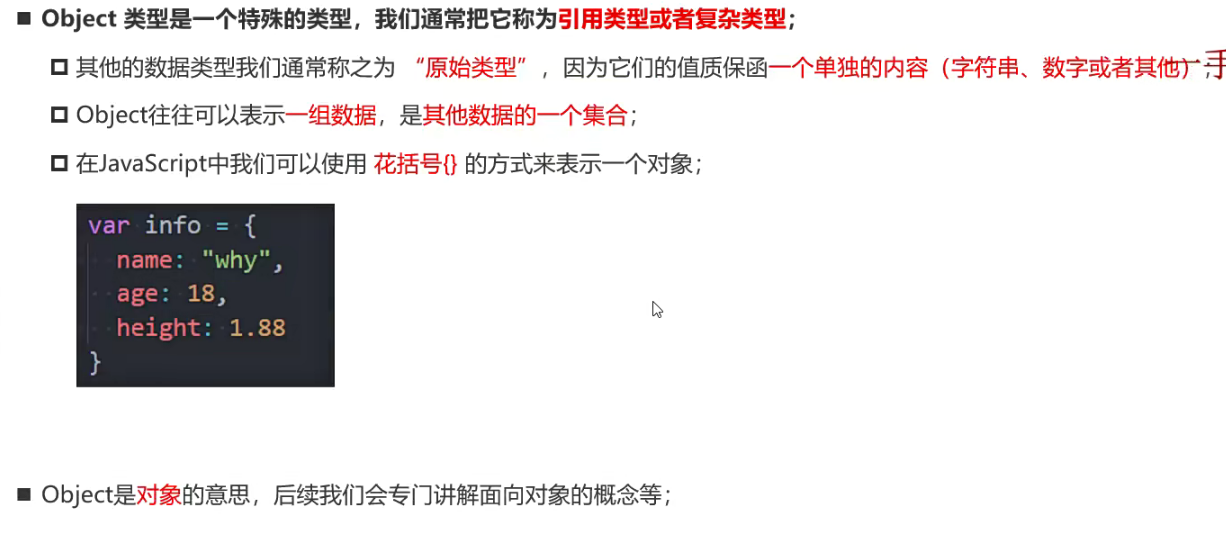 Object 类型是一个特殊的类型，我们通常把它称为引用类型或者复杂类型；
其他的数据类型我们通常称之为 “原始类型”，因为它们的值质保函一个单独的内容（字符串、数字或者其他）；
Object往往可以表示一组数据，是其他数据的一个集合；
在JavaScript中我们可以使用 花括号{} 的方式来表示一个对象；
var info = {
name: "why",
age: 18,
height: 1.88
}
Object是对象的意思，后续我们会专门讲解面向对象的概念等；